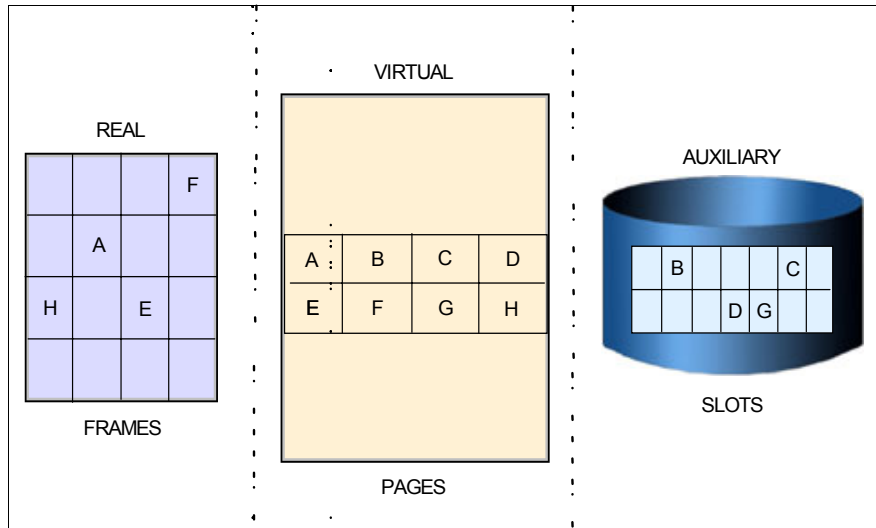 REAL
F
A
H E
FRAMES
VIRTUAL
A B C D
E F G H
PAGES
AUXILIARY
B C
D G
SLOTS